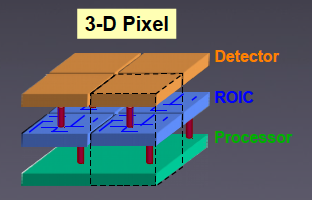 3-D Pixel
Detector
ROIC
Processor